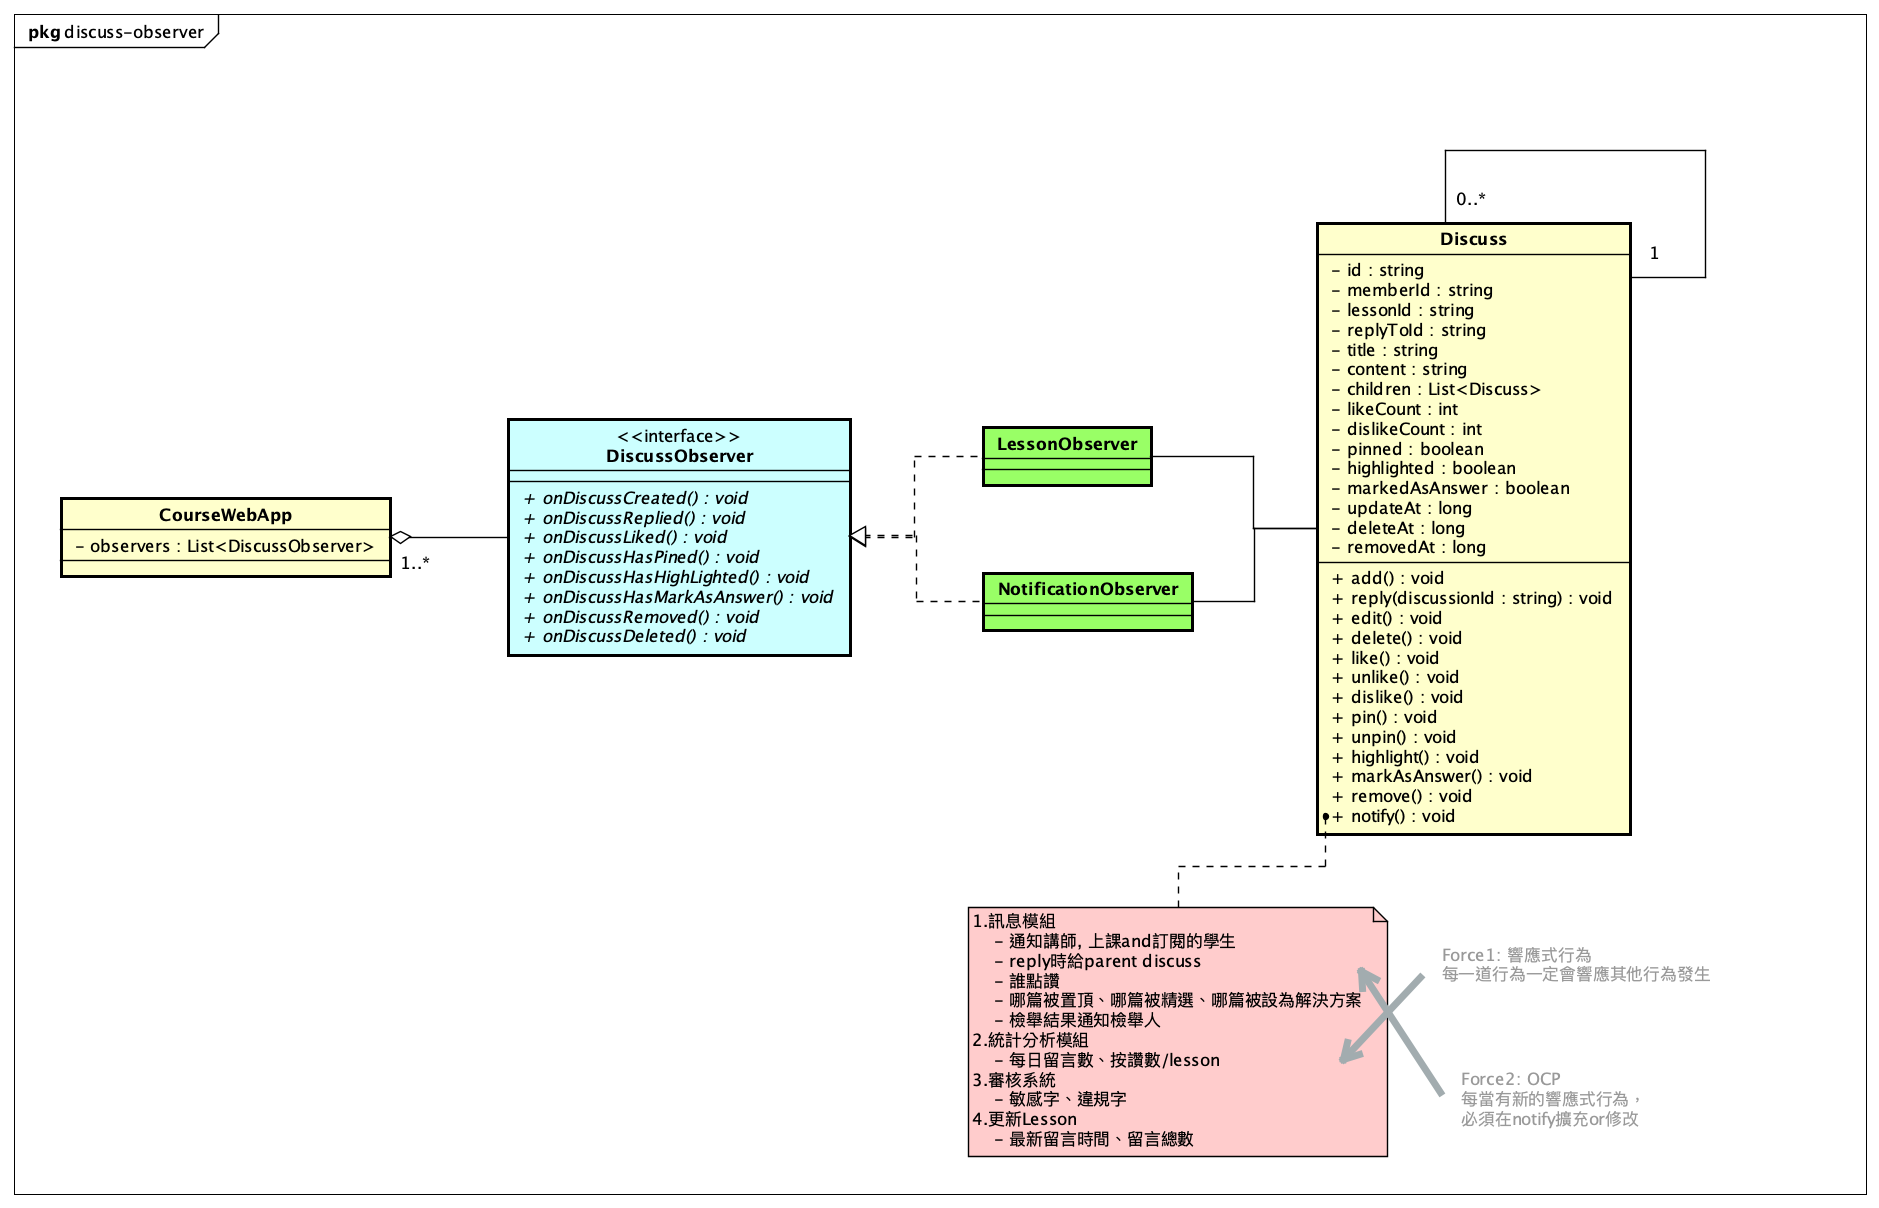 pkg discuss-observer
0..*
1
Discuss
- id : string
- memberId : string
- lessonId : string
- replyToId : string
- title : string
- content : string
- children : List<Discuss>
- likeCount : int
- dislikeCount : int
- pinned : boolean
- highlighted : boolean
- markedAsAnswer : boolean
- updateAt : long
- deleteAt : long
- removedAt : long
+ add() : void
+ reply(discussionId : string) : void
+ edit() : void
+ delete() : void
+ like() : void
+ unlike() : void
+ dislike() : void
+ pin() : void
+ unpin() : void
+ highlight() : void
+ markAsAnswer() : void
+ remove() : void
+ notify() : void
<<interface>>
DiscussObserver
+ onDiscussCreated() : void
+ onDiscussReplied() : void
+ onDiscussLiked() : void
+ onDiscussHasPined() : void
+ onDiscussHasHighLighted() : void
+ onDiscussHasMarkAsAnswer() : void
+ onDiscussRemoved() : void
+ onDiscussDeleted() : void
LessonObserver
NotificationObserver
CourseWebApp
- observers : List<DiscussObserver>
1..*
1.訊息模組
- 通知講師, 上課and訂閱的學生
- reply時給parent discuss
- 誰點讚
- 哪篇被置頂、哪篇被精選、哪篇被設為解決方案
- 檢舉結果通知檢舉人
2.統計分析模組
- 每日留言數、按讚數/lesson
3.審核系統
- 敏感字、違規字
4.更新Lesson
- 最新留言時間、留言總數
Force1: 響應式行為
每一道行為一定會響應其他行為發生
Force2: OCP
每當有新的響應式行為，
必須在notify擴充or修改